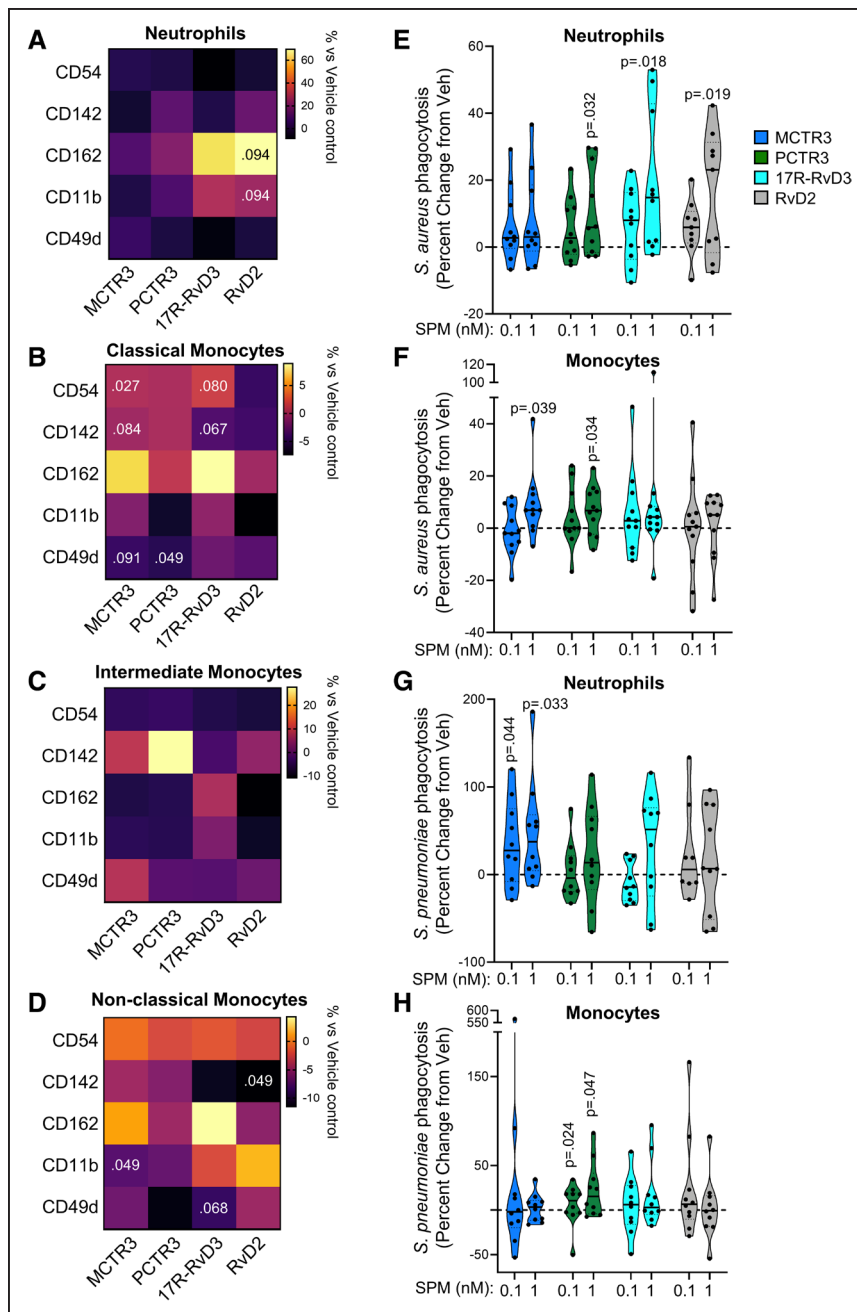 A
Neutrophils
CD54
CD142
CD162
CD11b
CD49d
.094
.094
MCTR3
PCTR3
17R-RvD3
RvD2
60
40
20
0
% vs Vehicle control
B
Classical Monocytes
CD54
CD142
CD162
CD11b
CD49d
.027
.080
.084
.067
.091
.049
MCTR3
PCTR3
17R-RvD3
RvD2
5
0
-5
% vs Vehicle control
C
Intermediate Monocytes
CD54
CD142
CD162
CD11b
CD49d
MCTR3
PCTR3
17R-RvD3
RvD2
20
10
0
-10
% vs Vehicle control
D
Non-classical Monocytes
CD54
CD142
CD162
CD11b
CD49d
.049
.049
.068
MCTR3
PCTR3
17R-RvD3
RvD2
0
-5
-10
% vs Vehicle control
E
Neutrophils
S. aureus phagocytosis
(Percent Change from Veh)
60
40
20
0
-20
p=.032
p=.018
p=.019
SPM (nM): 0.1 1 0.1 1 0.1 1 0.1 1
MCTR3
PCTR3
17R-RvD3
RvD2
F
Monocytes
S. aureus phagocytosis
(Percent Change from Veh)
120
100
40
20
0
-20
-40
p=.039
p=.034
SPM (nM): 0.1 1 0.1 1 0.1 1 0.1 1
G
Neutrophils
S. pneumoniae phagocytosis
(Percent Change from Veh)
200
100
0
-100
p=.044
p=.033
SPM (nM): 0.1 1 0.1 1 0.1 1 0.1 1
H
Monocytes
S. pneumoniae phagocytosis
(Percent Change from Veh)
600
550
150
50
-50
p=.024
p=.047
SPM (nM): 0.1 1 0.1 1 0.1 1 0.1 1